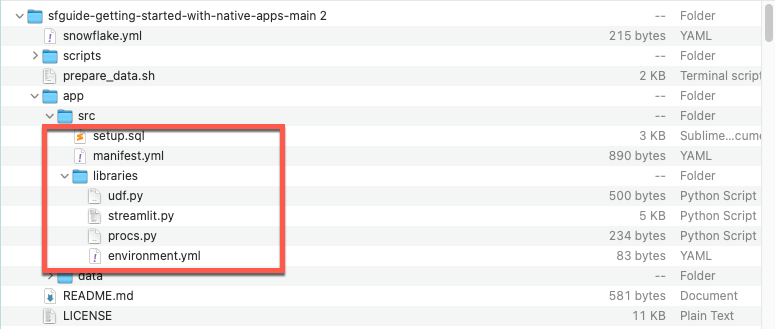 sfguide-getting-started-with-native-apps-main 2 -- Folder
snowflake.yml 215 bytes YAML
scripts -- Folder
prepare_data.sh 2 KB Terminal script
app -- Folder
src -- Folder
setup.sql 3 KB Sublime...cume
manifest.yml 890 bytes YAML
libraries -- Folder
udf.py 500 bytes Python Script
streamlit.py 5 KB Python Script
procs.py 234 bytes Python Script
environment.yml 83 bytes YAML
data -- Folder
README.md 581 bytes Document
LICENSE 11 KB Plain Text